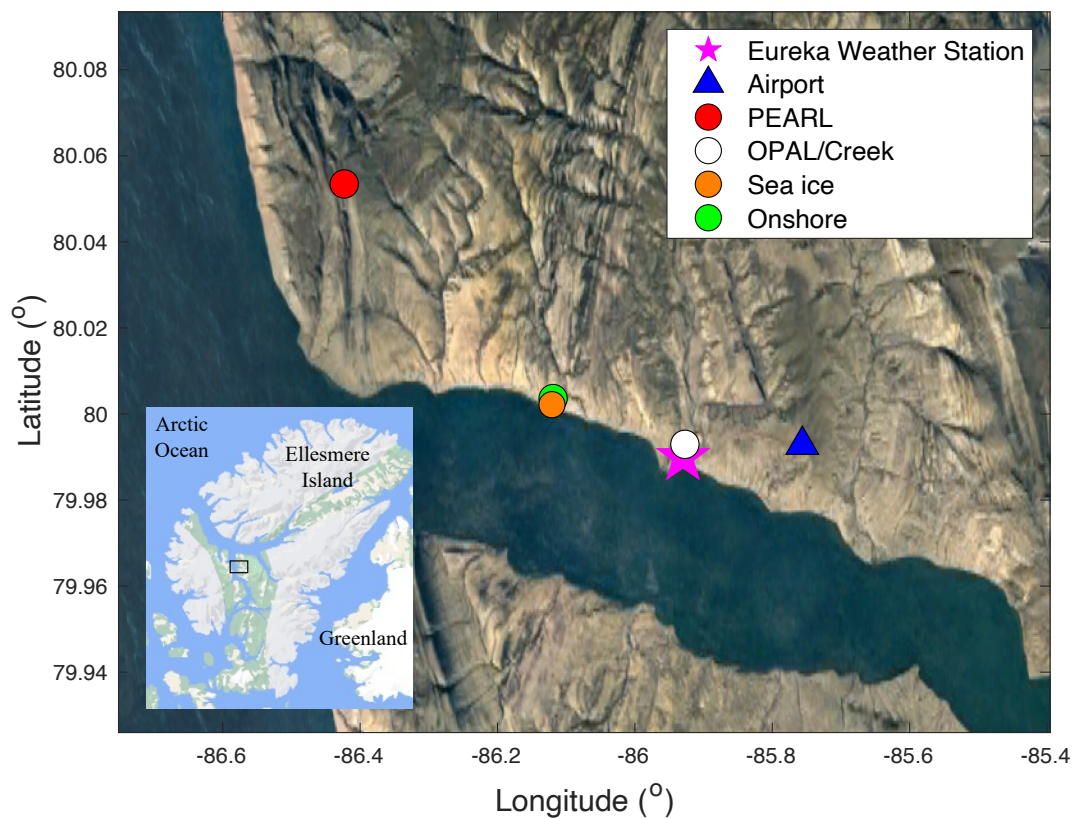 Eureka Weather Station
Airport
PEARL
OPAL/Creek
Sea ice
Onshore
80.08
80.06
80.04
80.02
80
79.98
79.96
79.94
Latitude (°)
Arctic
Ocean
Ellesmere
Island
Greenland
-86.6
-86.4
-86.2
-86
-85.8
-85.6
-85.4
Longitude (°)